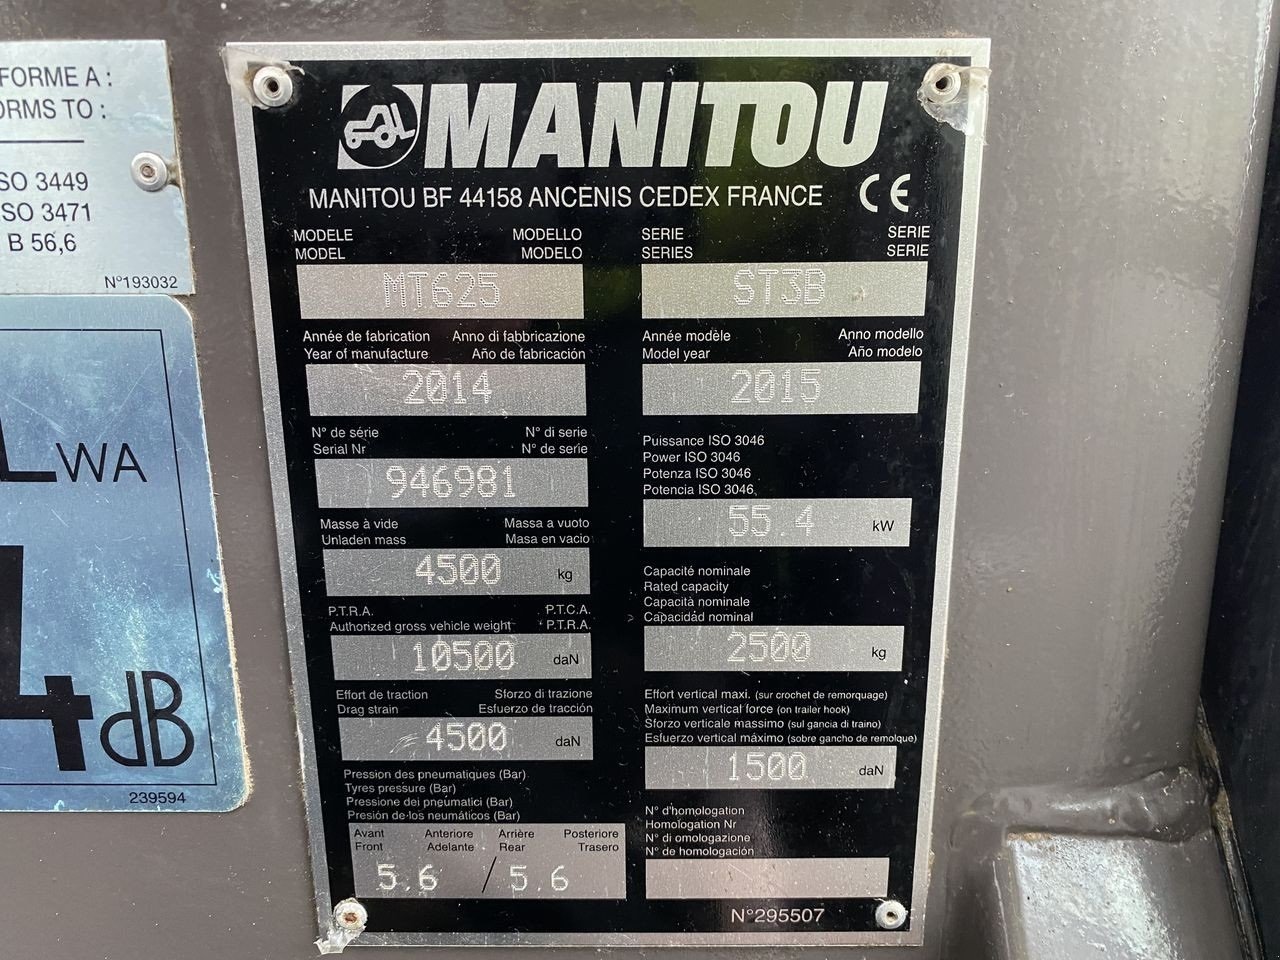 FORME A :
ORMS TO :
SO 3449
SO 3471
B 56,6
N°193032
LWA
4dB
239594
MANITOU
MANITOU BF 44158 ANCENIS CEDEX FRANCE CE
MODELE MODELLO
MODEL MODELO
MT625
SERIE SERIE
SERIES SERIE
ST3B
Année de fabrication Anno di fabbricazione
Year of manufacture Año de fabricación
2014
Année modèle Anno modello
Model year Año modelo
2015
N° de série N° di serie
Serial Nr N° de serie
946981
Puissance ISO 3046
Power ISO 3046
Potenza ISO 3046
Potencia ISO 3046
55.4 kW
Masse à vide Massa a vuoto
Unladen mass Masa en vacio
4500 kg
Capacité nominale
Rated capacity
Capacità nominale
Capacidád nominal
2500 kg
P.T.R.A. P.T.C.A.
Authorized gross vehicle weight P.T.R.A.
10500 daN
Effort de traction Sforzo di trazione
Drag strain Esfuerzo de tracción
4500 daN
Effort vertical maxi. (sur crochet de remorquage)
Maximum vertical force (on trailer hook)
Sforzo verticale massimo (sul gancia di traino)
Esfuerzo vertical máximo (sobre gancho de remolque)
1500 daN
Pression des pneumatiques (Bar)
Tyres pressure (Bar)
Pressione dei pneumatici (Bar)
Presión de los neumáticos (Bar)
Avant Anteriore Arrière Posteriore
Front Adelante Rear Trasero
5.6 / 5.6
N° d'homologation
Homologation Nr
N° di omologazione
N° de homologación
N°295507